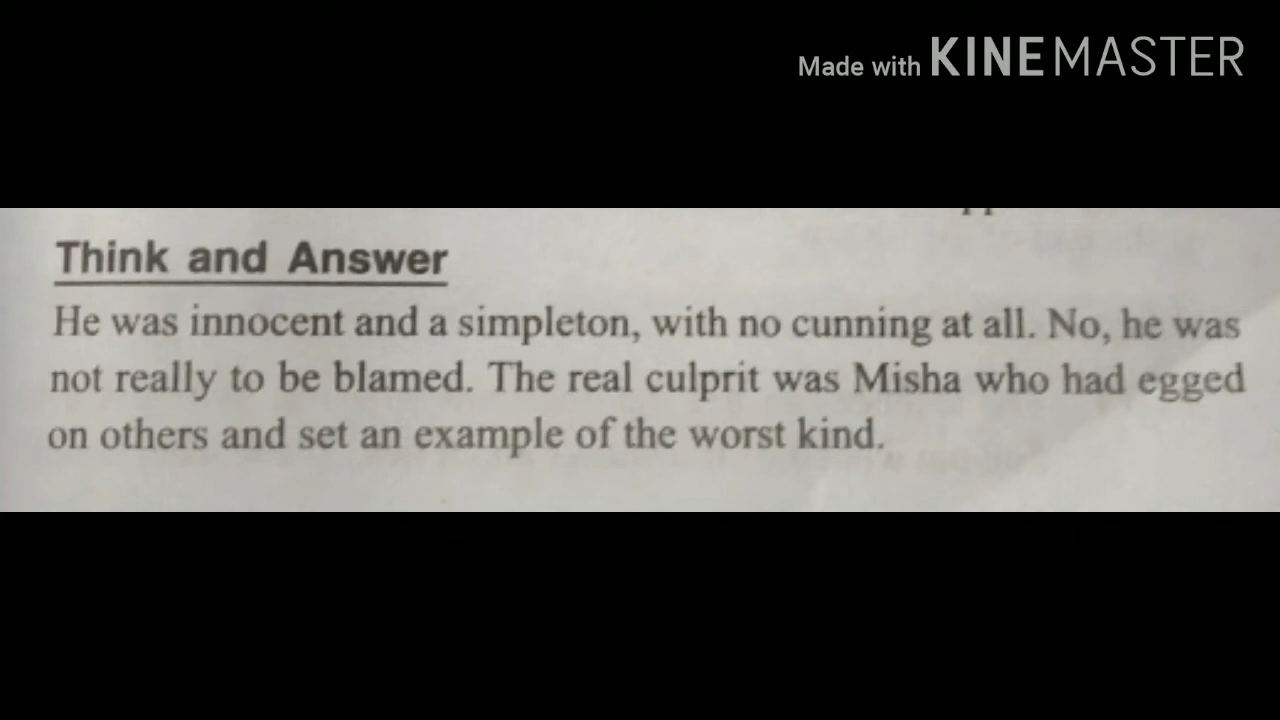 Made with KINEMASTER
Think and Answer
He was innocent and a simpleton, with no cunning at all. No, he was
not really to be blamed. The real culprit was Misha who had egged
on others and set an example of the worst kind.